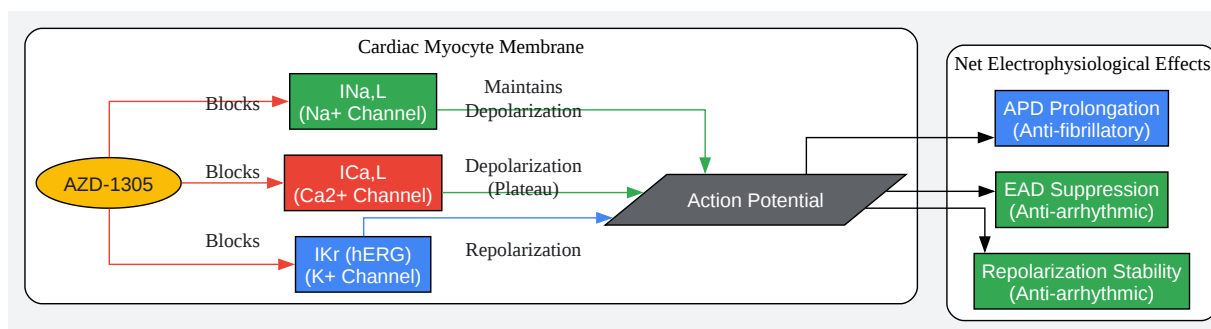 Cardiac Myocyte Membrane
Net Electrophysiological Effects
AZD-1305
Blocks
INa,L
(Na+ Channel)
Maintains
Depolarization
Blocks
ICa,L
(Ca2+ Channel)
Depolarization
(Plateau)
Blocks
IKr (hERG)
(K+ Channel)
Repolarization
Action Potential
APD Prolongation
(Anti-fibrillatory)
EAD Suppression
(Anti-arrhythmic)
Repolarization Stability
(Anti-arrhythmic)